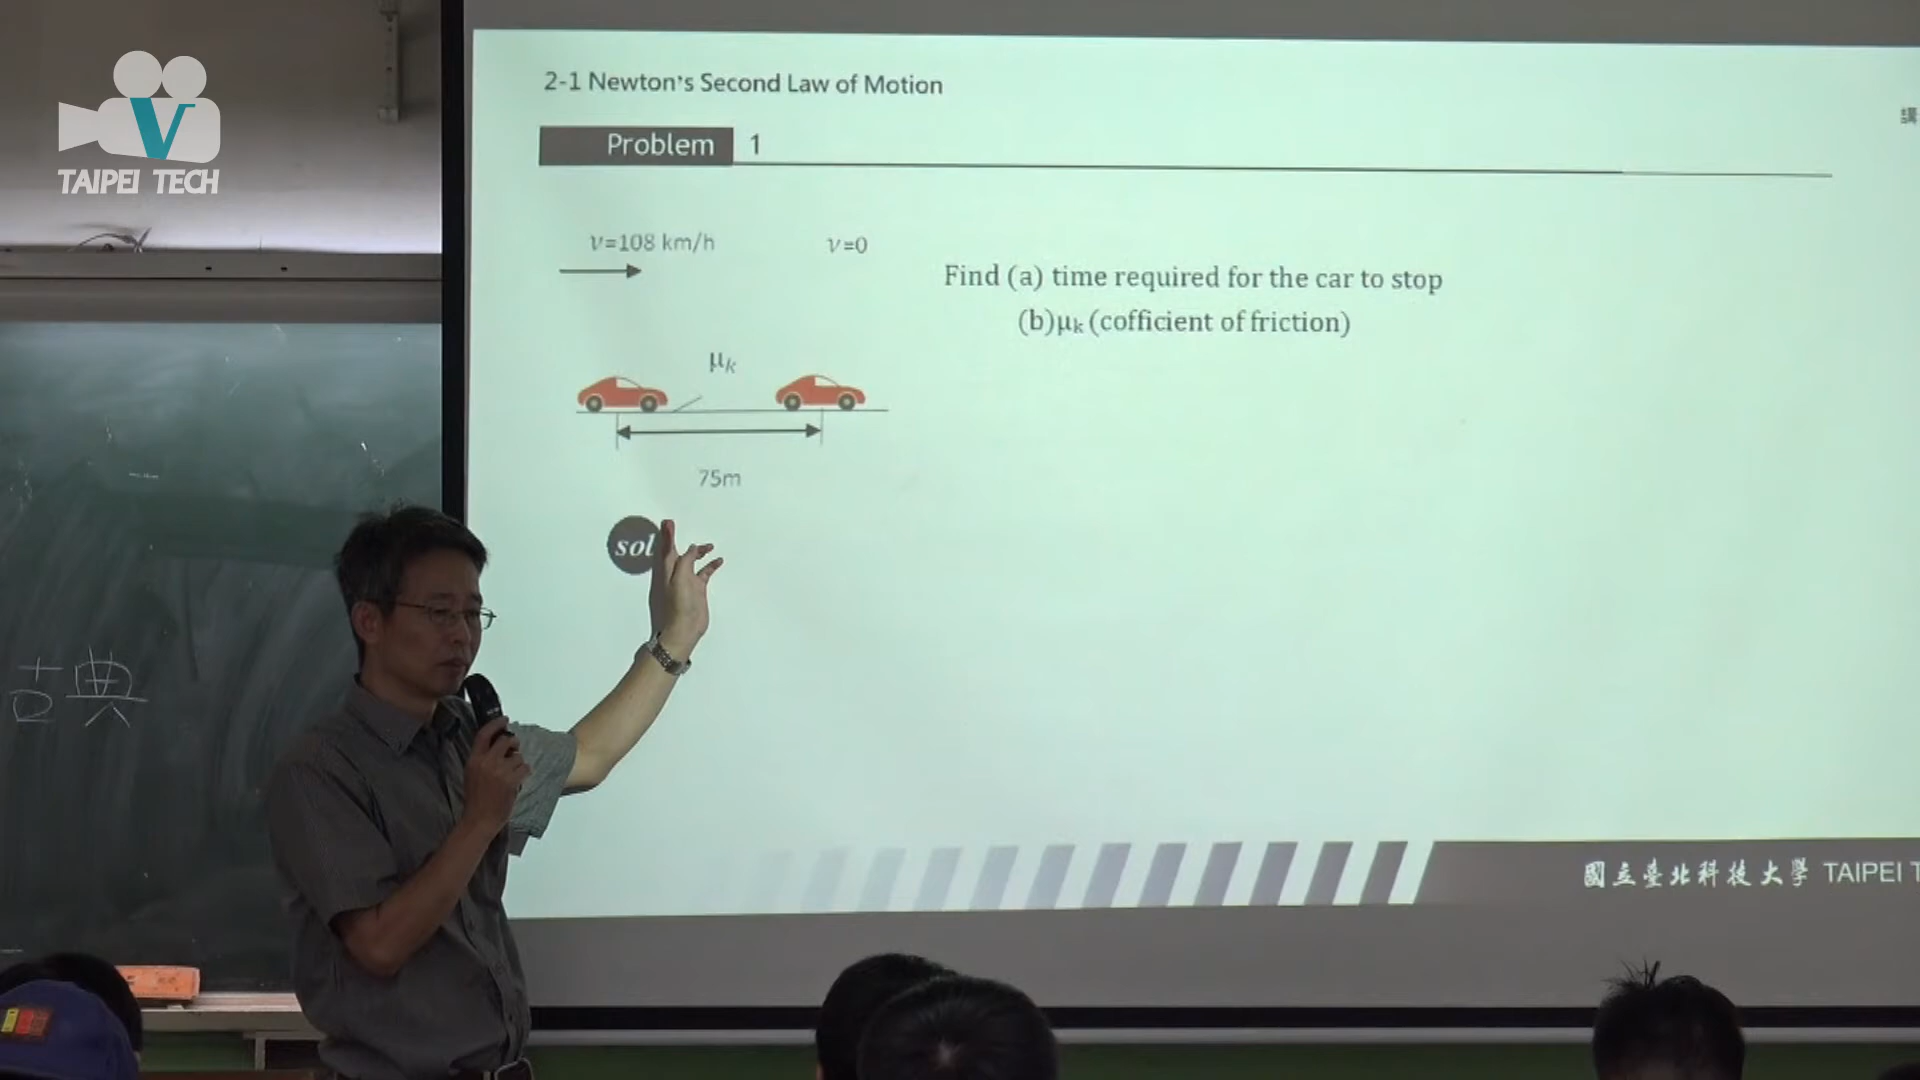 V
TAIPEI TECH
2-1 Newton's Second Law of Motion
講
Problem 1
v=108 km/h
v=0
Find (a) time required for the car to stop
(b)μk (cofficient of friction)
μk
75m
sol
古典
國立臺北科技大學 TAIPEI T